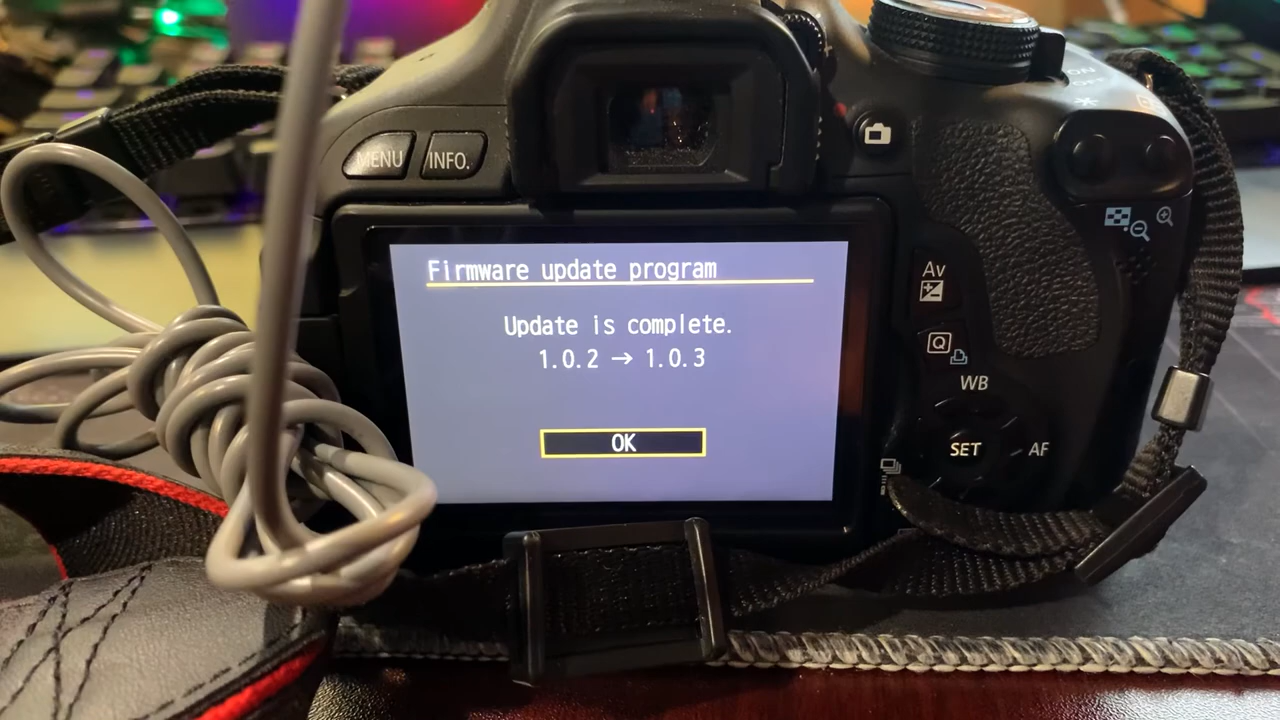 MENU
INFO.
ON
Firmware update program
Update is complete.
1.0.2 → 1.0.3
OK
Av
Q
WB
SET
AF